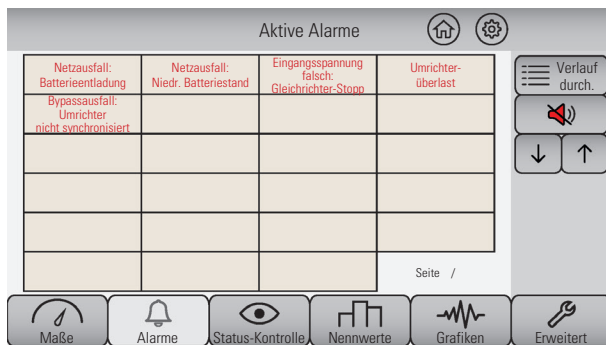 Aktive Alarme
Netzausfall:
Batterieentladung
Netzausfall:
Niedr. Batteriestand
Eingangsspannung
falsch:
Gleichrichter-Stopp
Umrichter-
überlast
Bypassausfall:
Umrichter
nicht synchronisiert
Verlauf
durch.
Seite /
Maße
Alarme
Status-Kontrolle
Nennwerte
Grafiken
Erweitert